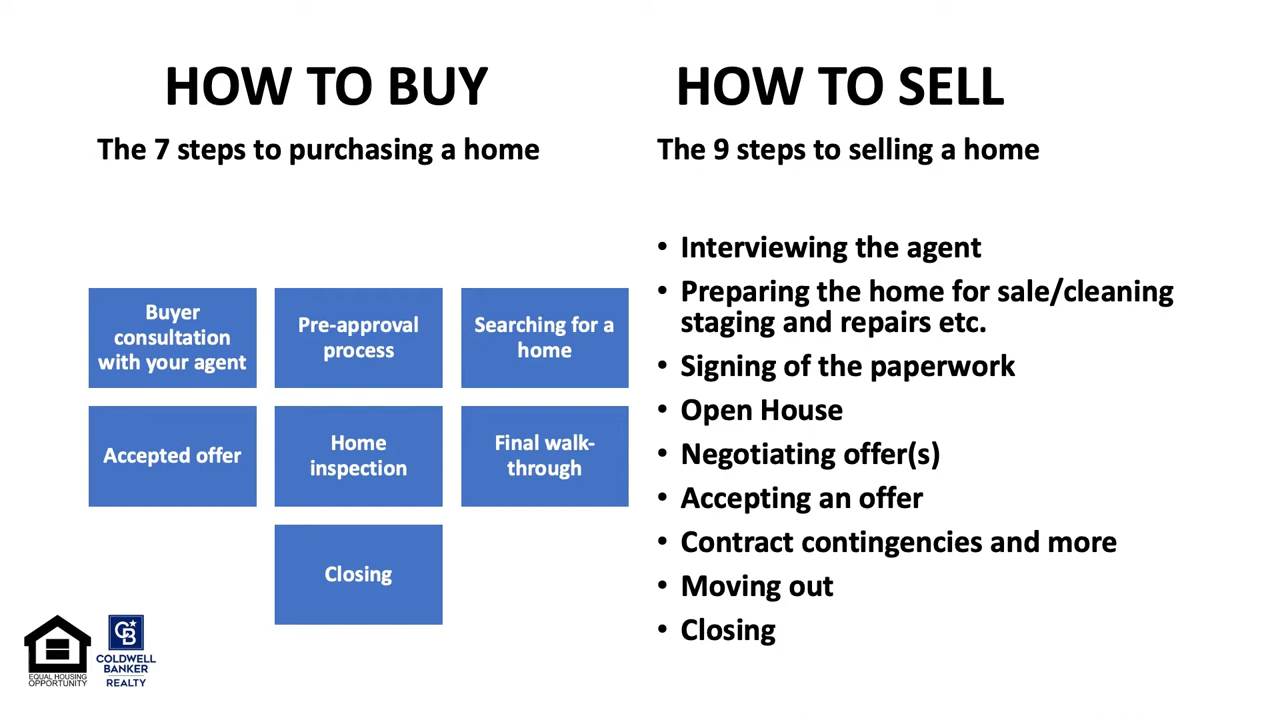 HOW TO BUY
The 7 steps to purchasing a home
Buyer
consultation
with your agent
Pre-approval
process
Searching for a
home
Accepted offer
Home
inspection
Final walk-
through
Closing
HOW TO SELL
The 9 steps to selling a home
• Interviewing the agent
• Preparing the home for sale/cleaning
staging and repairs etc.
• Signing of the paperwork
• Open House
• Negotiating offer(s)
• Accepting an offer
• Contract contingencies and more
• Moving out
• Closing
EQUAL HOUSING
OPPORTUNITY
CB
COLDWELL
BANKER
REALTY